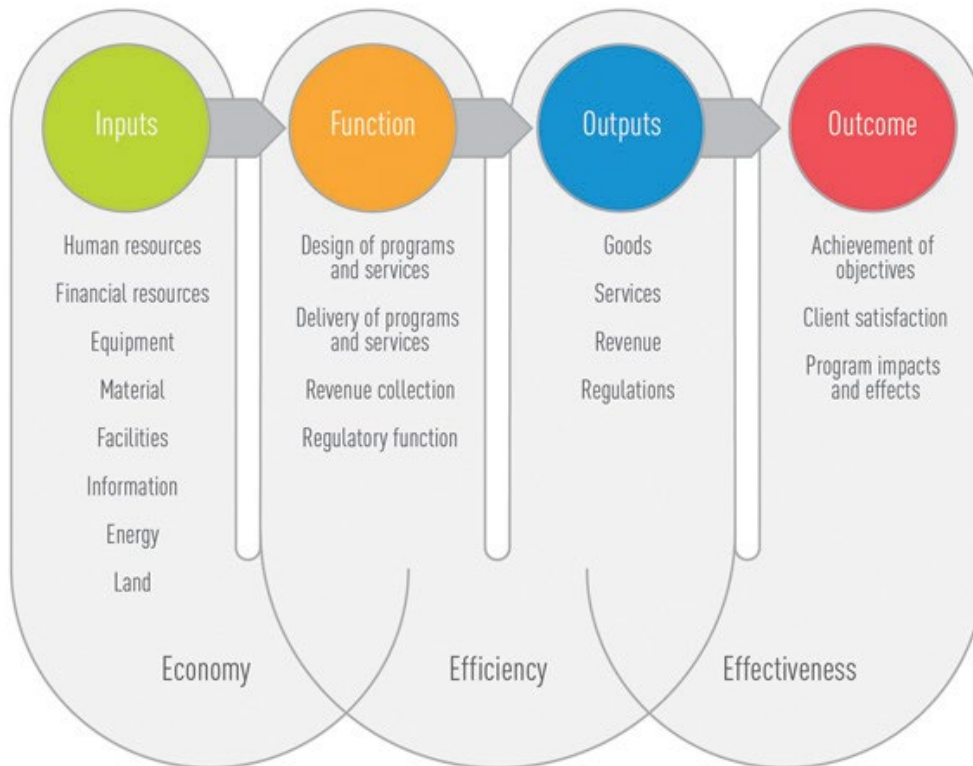 Inputs
Human resources
Financial resources
Equipment
Material
Facilities
Information
Energy
Land
Function
Design of programs
and services
Delivery of programs
and services
Revenue collection
Regulatory function
Outputs
Goods
Services
Revenue
Regulations
Outcome
Achievement of
objectives
Client satisfaction
Program impacts
and effects
Economy
Efficiency
Effectiveness